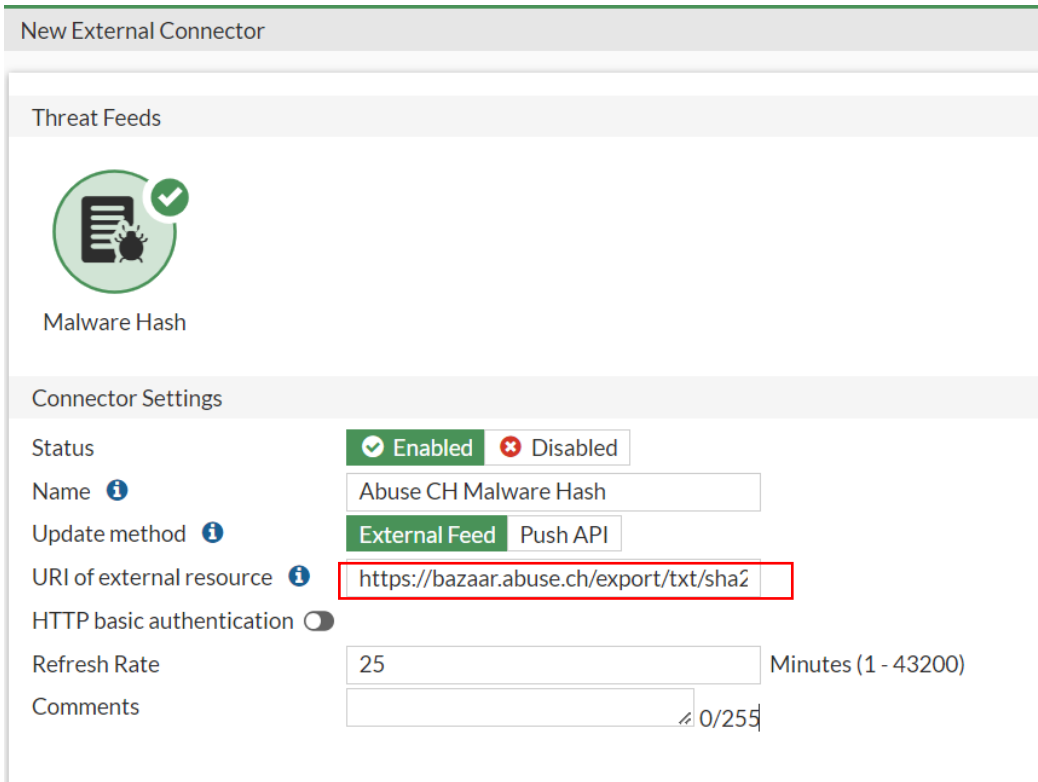 New External Connector
Threat Feeds
Malware Hash
Connector Settings
Status Enabled Disabled
Name Abuse CH Malware Hash
Update method External Feed Push API
URI of external resource https://bazaar.abuse.ch/export/txt/sha2
HTTP basic authentication
Refresh Rate 25 Minutes (1 - 43200)
Comments 0/255